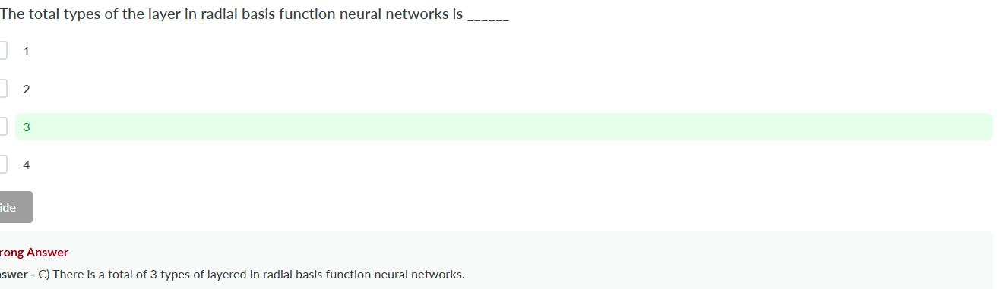 The total types of the layer in radial basis function neural networks is ______
1
2
3
4
ide
rong Answer
swer - C) There is a total of 3 types of layered in radial basis function neural networks.